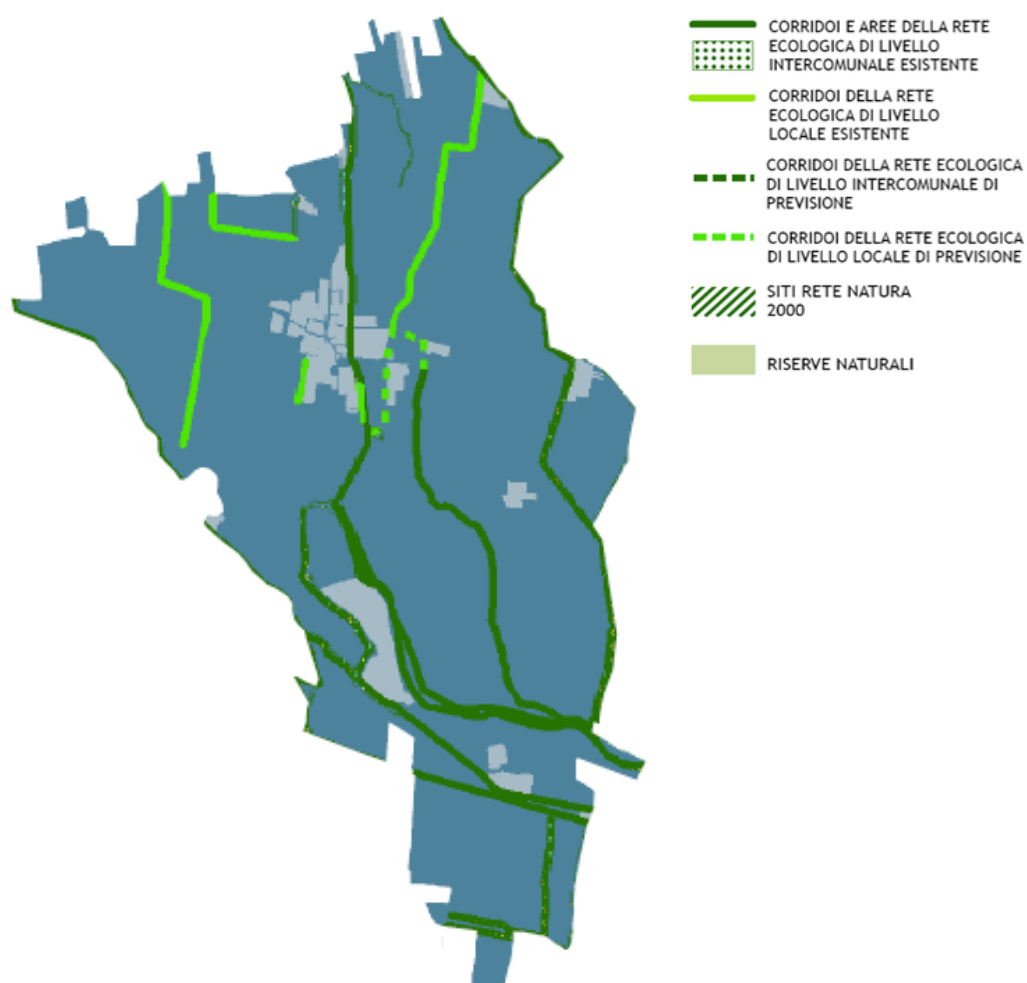 CORRIDOI E AREE DELLA RETE
ECOLOGICA DI LIVELLO
INTERCOMUNALE ESISTENTE
CORRIDOI DELLA RETE
ECOLOGICA DI LIVELLO
LOCALE ESISTENTE
CORRIDOI DELLA RETE ECOLOGICA
DI LIVELLO INTERCOMUNALE DI
PREVISIONE
CORRIDOI DELLA RETE ECOLOGICA
DI LIVELLO LOCALE DI PREVISIONE
SITI RETE NATURA
2000
RISERVE NATURALI